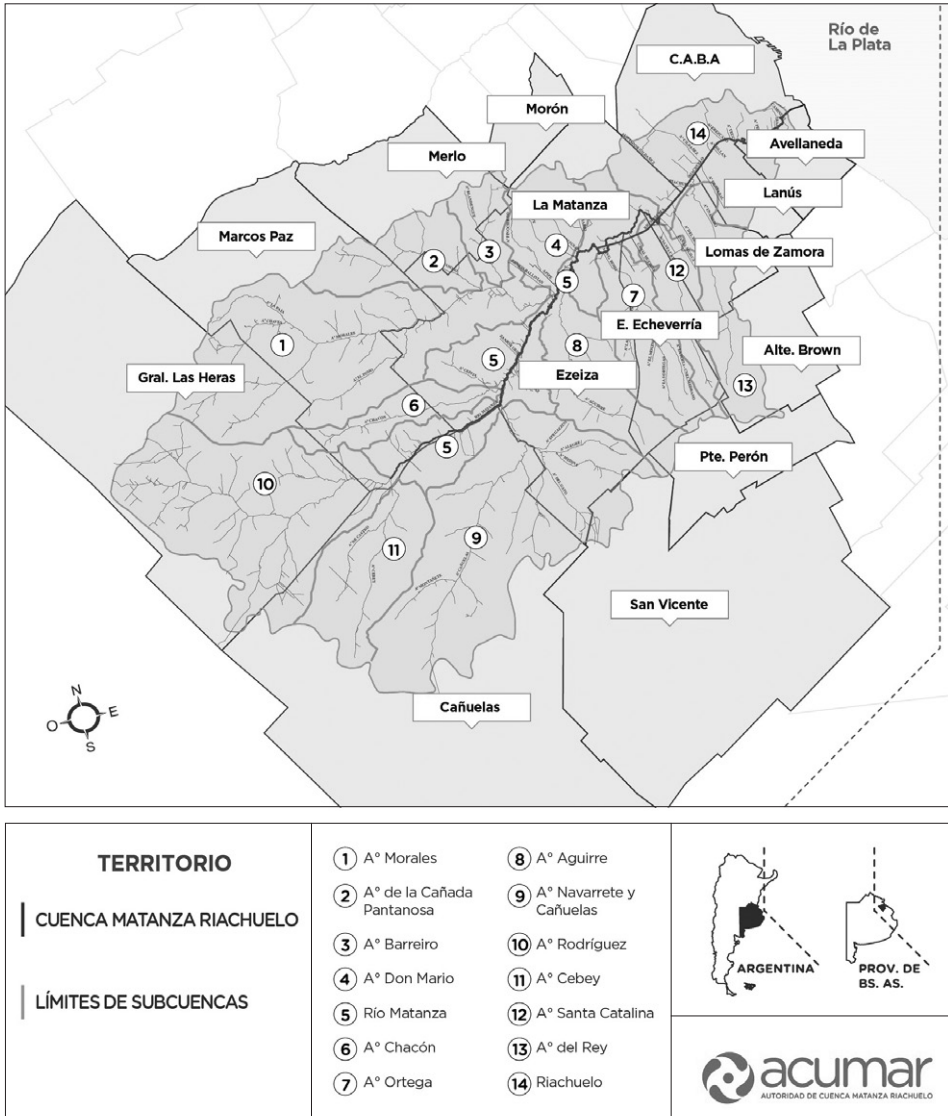 Río de
La Plata
C.A.B.A
Morón
14
Avellaneda
Merlo
Lanús
La Matanza
Marcos Paz
4
Lomas de Zamora
3
2
12
5
7
E. Echeverría
1
8
5
Alte. Brown
Gral. Las Heras
Ezeiza
13
6
5
Pte. Perón
10
9
11
San Vicente
N
E
O
S
Cañuelas
TERRITORIO
CUENCA MATANZA RIACHUELO
LÍMITES DE SUBCUENCAS
1 A° Morales
2 A° de la Cañada
Pantanosa
3 A° Barreiro
4 A° Don Mario
5 Río Matanza
6 A° Chacón
7 A° Ortega
8 A° Aguirre
9 A° Navarrete y
Cañuelas
10 A° Rodríguez
11 A° Cebey
12 A° Santa Catalina
13 A° del Rey
14 Riachuelo
ARGENTINA
PROV. DE
BS. AS.
acumar
AUTORIDAD DE CUENCA MATANZA RIACHUELO